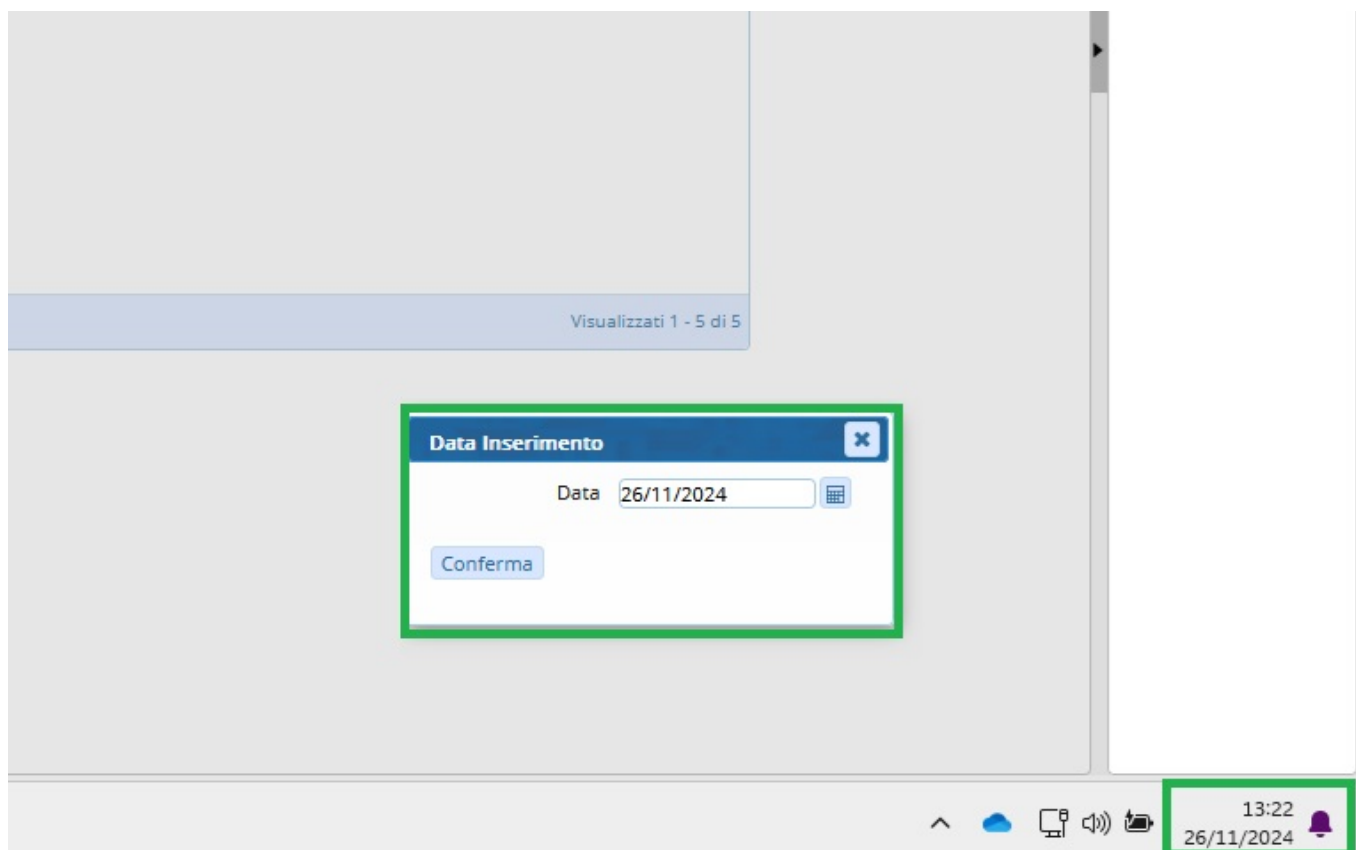 Visualizzati 1 - 5 di 5
Data Inserimento
Data 26/11/2024
Conferma
13:22
26/11/2024